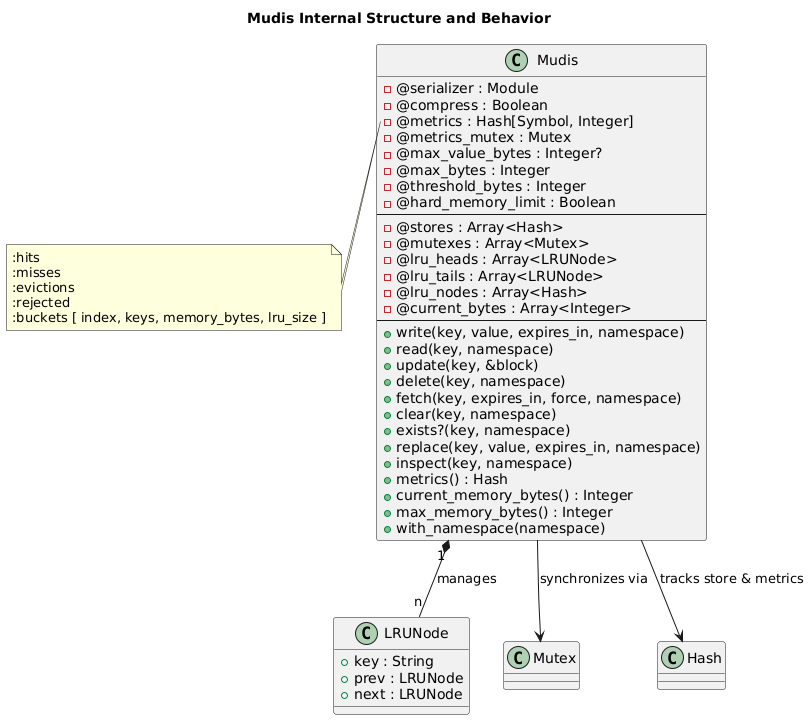 Mudis Internal Structure and Behavior
C Mudis
@serializer : Module
@compress : Boolean
@metrics : Hash[Symbol, Integer]
@metrics_mutex : Mutex
@max_value_bytes : Integer?
@max_bytes : Integer
@threshold_bytes : Integer
@hard_memory_limit : Boolean
@stores : Array<Hash>
@mutexes : Array<Mutex>
@lru_heads : Array<LRUNode>
@lru_tails : Array<LRUNode>
@lru_nodes : Array<Hash>
@current_bytes : Array<Integer>
write(key, value, expires_in, namespace)
read(key, namespace)
update(key, &block)
delete(key, namespace)
fetch(key, expires_in, force, namespace)
clear(key, namespace)
exists?(key, namespace)
replace(key, value, expires_in, namespace)
inspect(key, namespace)
metrics() : Hash
current_memory_bytes() : Integer
max_memory_bytes() : Integer
with_namespace(namespace)
:hits
:misses
:evictions
:rejected
:buckets [ index, keys, memory_bytes, lru_size ]
1
manages
n
synchronizes via
tracks store & metrics
C LRUNode
key : String
prev : LRUNode
next : LRUNode
C Mutex
C Hash